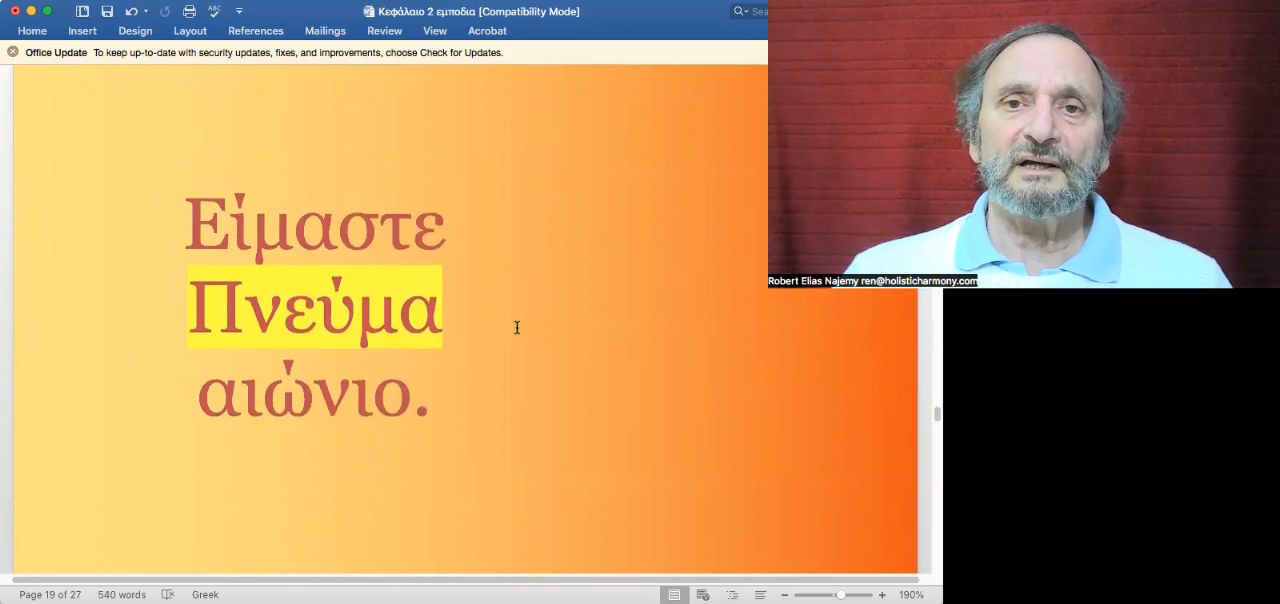 Κεφάλαιο 2 εμποδια [Compatibility Mode]
Home Insert Design Layout References Mailings Review View Acrobat
Office Update To keep up-to-date with security updates, fixes, and improvements, choose Check for Updates.
Είμαστε
Πνεύμα
αιώνιο.
Robert Elias Najemy ren@holisticharmony.com
Page 19 of 27 540 words Greek 190%